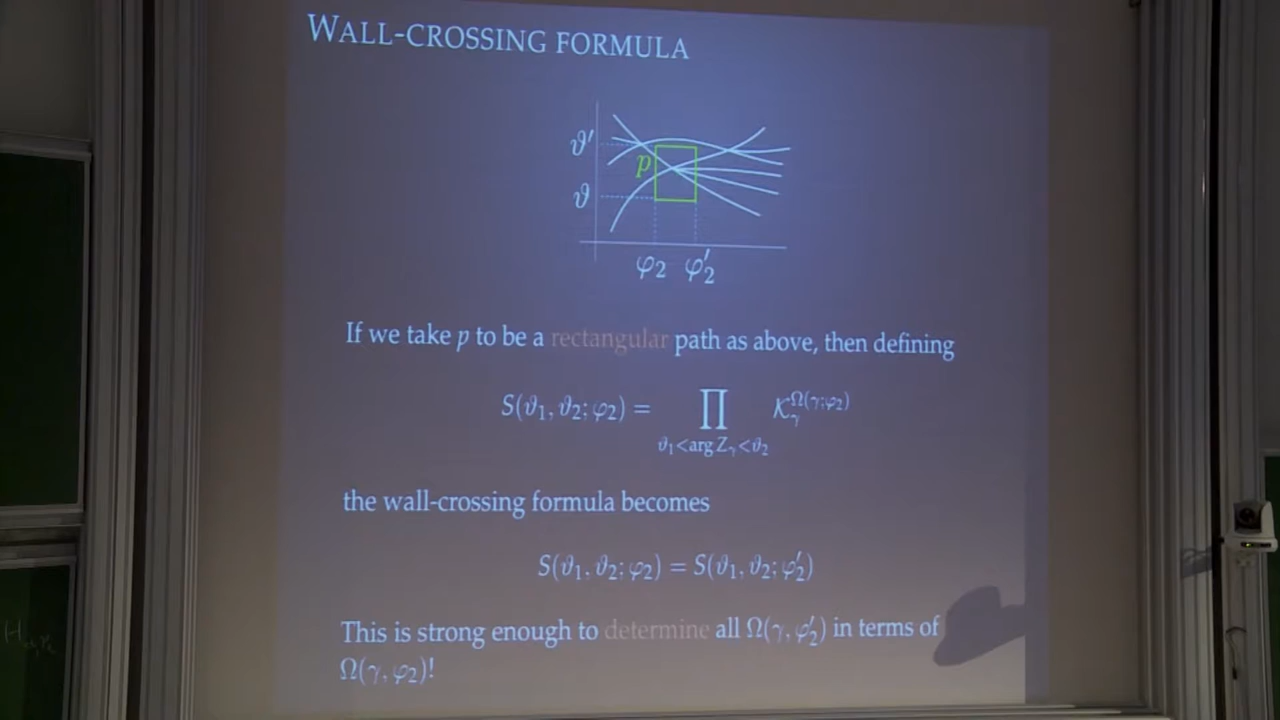 WALL-CROSSING FORMULA
ϑ′
p
ϑ
φ₂ φ′₂
If we take p to be a rectangular path as above, then defining
S(ϑ₁, ϑ₂; φ₂) = ∏ 𝒦_γ^Ω(γ;φ₂)
ϑ₁<arg Z_γ<ϑ₂
the wall-crossing formula becomes
S(ϑ₁, ϑ₂; φ₂) = S(ϑ₁, ϑ₂; φ′₂)
This is strong enough to determine all Ω(γ, φ′₂) in terms of
Ω(γ, φ₂)!